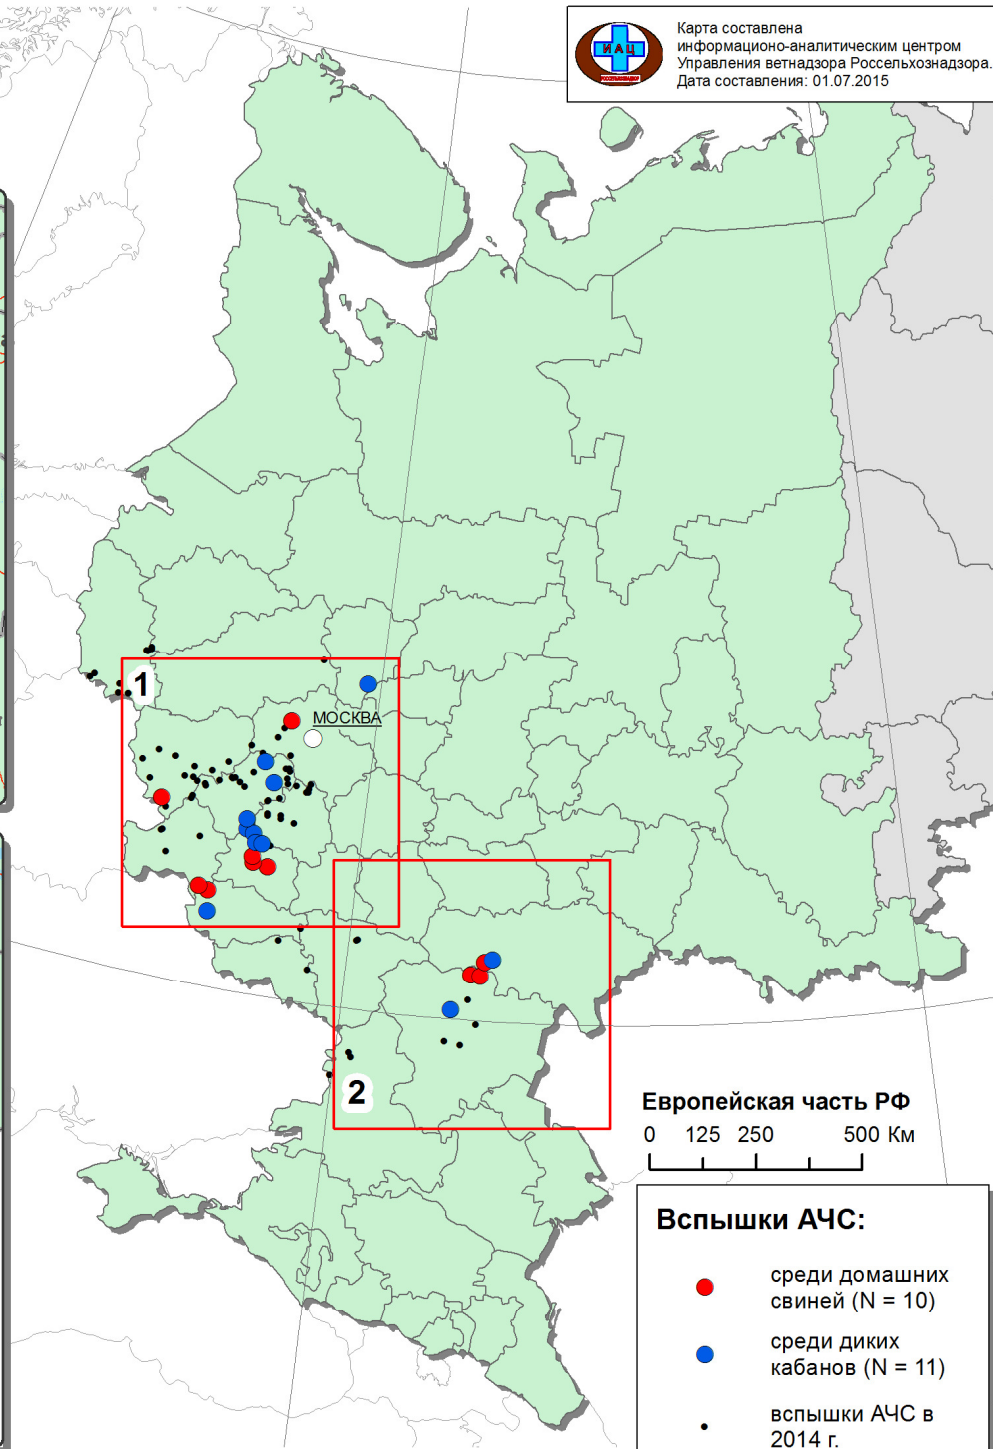 ИАЦ
РОССЕЛЬХОЗНАДЗОР
Карта составлена
информационо-аналитическим центром
Управления ветнадзора Россельхознадзора.
Дата составления: 01.07.2015
1
МОСКВА
2
Европейская часть РФ
0 125 250 500 Км
Вспышки АЧС:
среди домашних
свиней (N = 10)
среди диких
кабанов (N = 11)
вспышки АЧС в
2014 г.